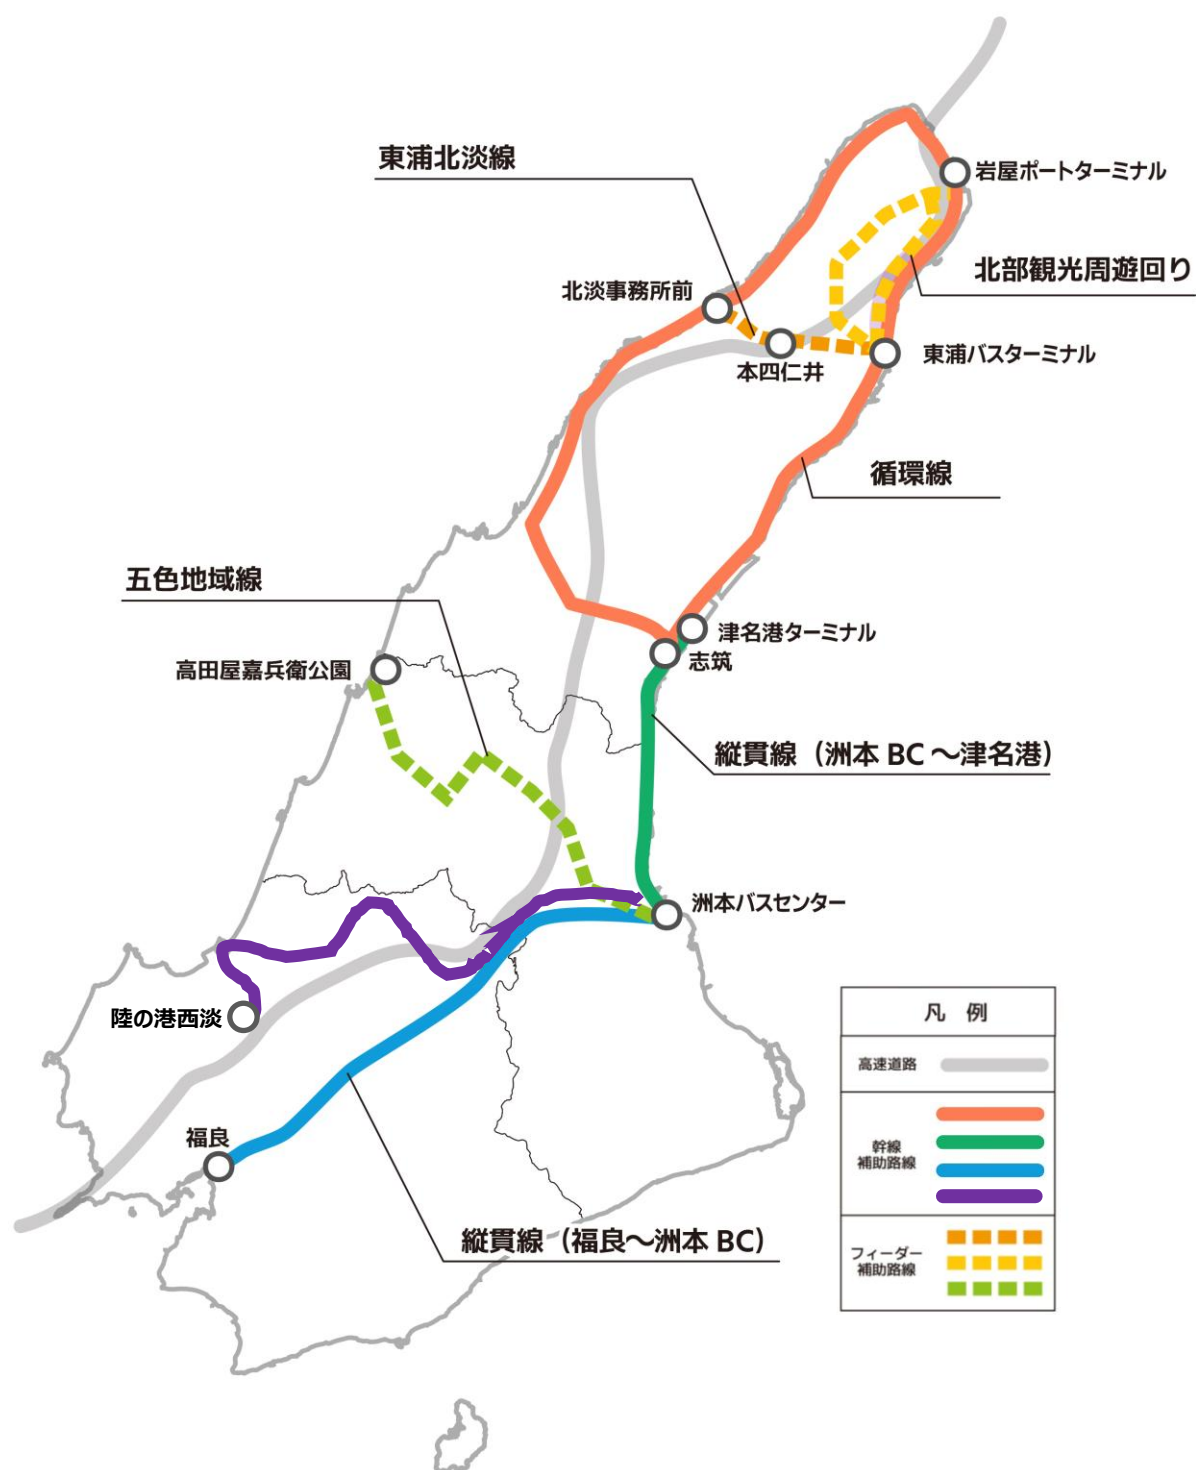 東浦北淡線
岩屋ポートターミナル
北部観光周遊回り
北淡事務所前
本四仁井
東浦バスターミナル
循環線
五色地域線
津名港ターミナル
志筑
高田屋嘉兵衛公園
縦貫線（洲本 BC ～津名港）
洲本バスセンター
陸の港西淡
福良
縦貫線（福良～洲本 BC）
凡 例
高速道路
幹線
補助路線
フィーダー
補助路線